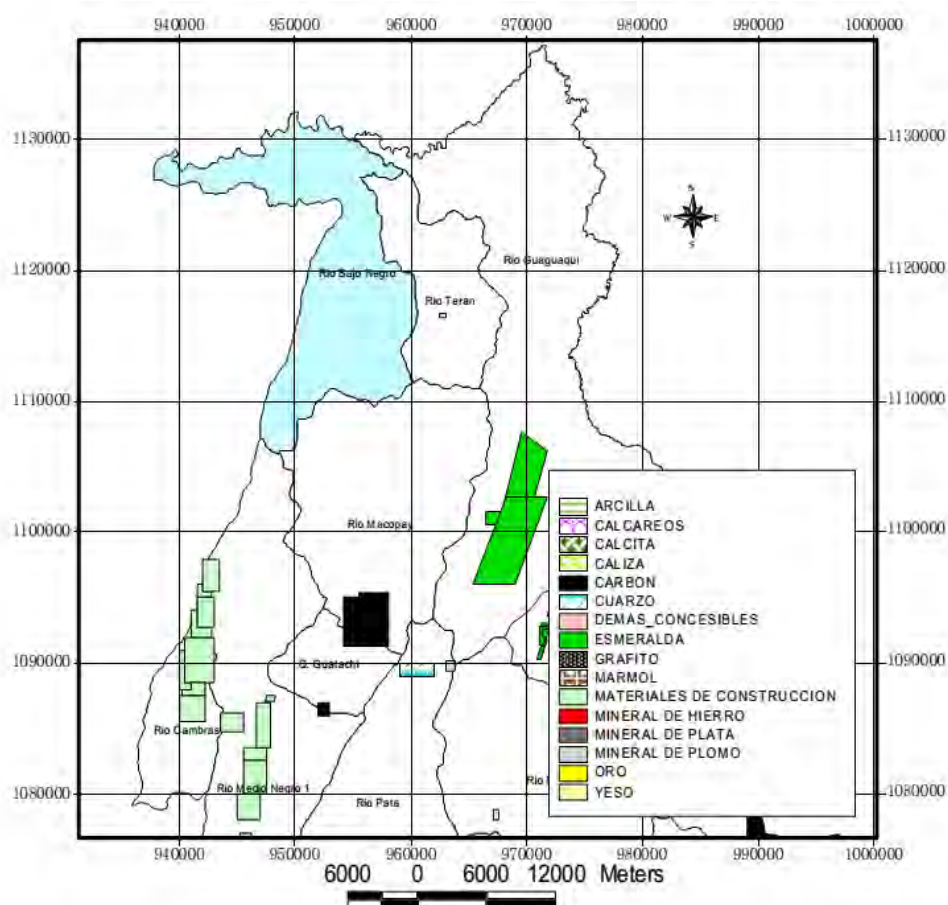 940000 950000 960000 970000 980000 990000 1000000
1130000 1130000
N
W E
S
1120000 1120000
Rio Guaguaqui
Rio Bajo Negro
Rio Teran
1110000 1110000
ARCILLA
CALCAREOS
1100000 1100000
Rio Macopay
CALCITA
CALIZA
CARBON
CUARZO
DEMAS_CONCESIBLES
ESMERALDA
1090000 1090000
Q. Guatachi
GRAFITO
MARMOL
MATERIALES DE CONSTRUCCION
MINERAL DE HIERRO
Rio Cambras
MINERAL DE PLATA
MINERAL DE PLOMO
ORO
YESO
1080000 1080000
Rio Medio Negro 1
Rio Pata
Rio
940000 950000 960000 970000 980000 990000 1000000
6000 0 6000 12000 Meters